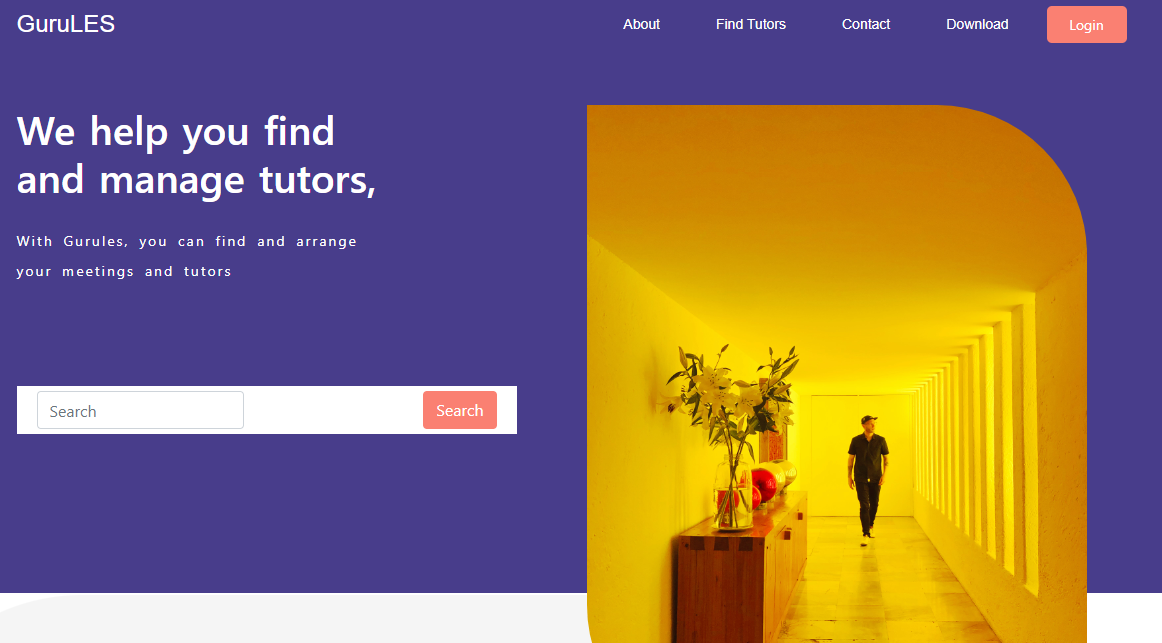 GuruLES
About
Find Tutors
Contact
Download
Login
We help you find
and manage tutors,
With Gurules, you can find and arrange
your meetings and tutors
Search
Search